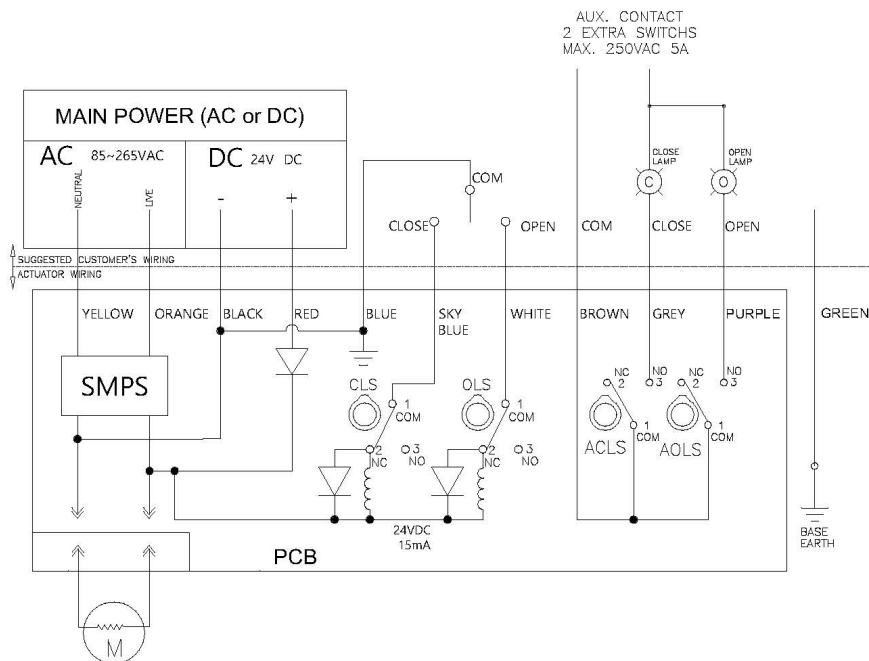 AUX. CONTACT
2 EXTRA SWITCHS
MAX. 250VAC 5A
MAIN POWER (AC or DC)
AC 85~265VAC
DC 24V DC
NEUTRAL
LIVE
-
+
COM
CLOSE
OPEN
CLOSE
LAMP
OPEN
LAMP
C
O
COM
CLOSE
OPEN
SUGGESTED CUSTOMER'S WIRING
ACTUATOR WIRING
YELLOW
ORANGE
BLACK
RED
BLUE
SKY
BLUE
WHITE
BROWN
GREY
PURPLE
GREEN
SMPS
CLS
1
COM
2
NC
3
NO
OLS
1
COM
2
NC
3
NO
NC
2
NO
3
1
COM
ACLS
NC
2
NO
3
1
COM
AOLS
24VDC
15mA
BASE
EARTH
PCB
M